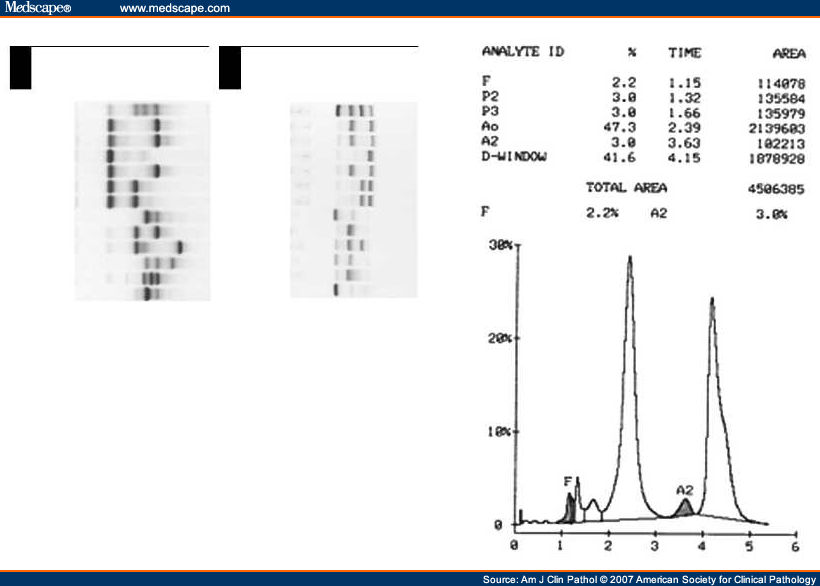 Medscape® www.medscape.com
ANALYTE ID % TIME AREA
F 2.2 1.15 114078
P2 3.0 1.32 135584
P3 3.0 1.66 135979
Ao 47.3 2.39 2139603
A2 3.0 3.63 102213
D-WINDOW 41.6 4.15 1878928
TOTAL AREA 4506385
F 2.2% A2 3.0%
30%
20%
10%
0
F
A2
0 1 2 3 4 5 6
Source: Am J Clin Pathol © 2007 American Society for Clinical Pathology